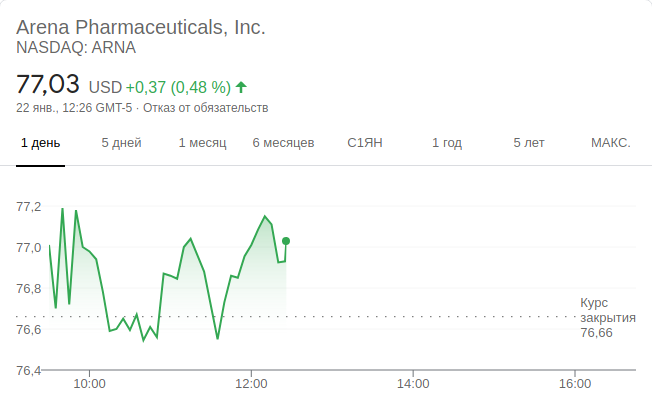 Arena Pharmaceuticals, Inc.
NASDAQ: ARNA
77,03 USD +0,37 (0,48 %)
22 янв., 12:26 GMT-5 · Отказ от обязательств
1 день 5 дней 1 месяц 6 месяцев С1ЯН 1 год 5 лет МАКС.
77,2
77,0
76,8
Курс
закрытия
76,6
76,66
76,4
10:00 12:00 14:00 16:00